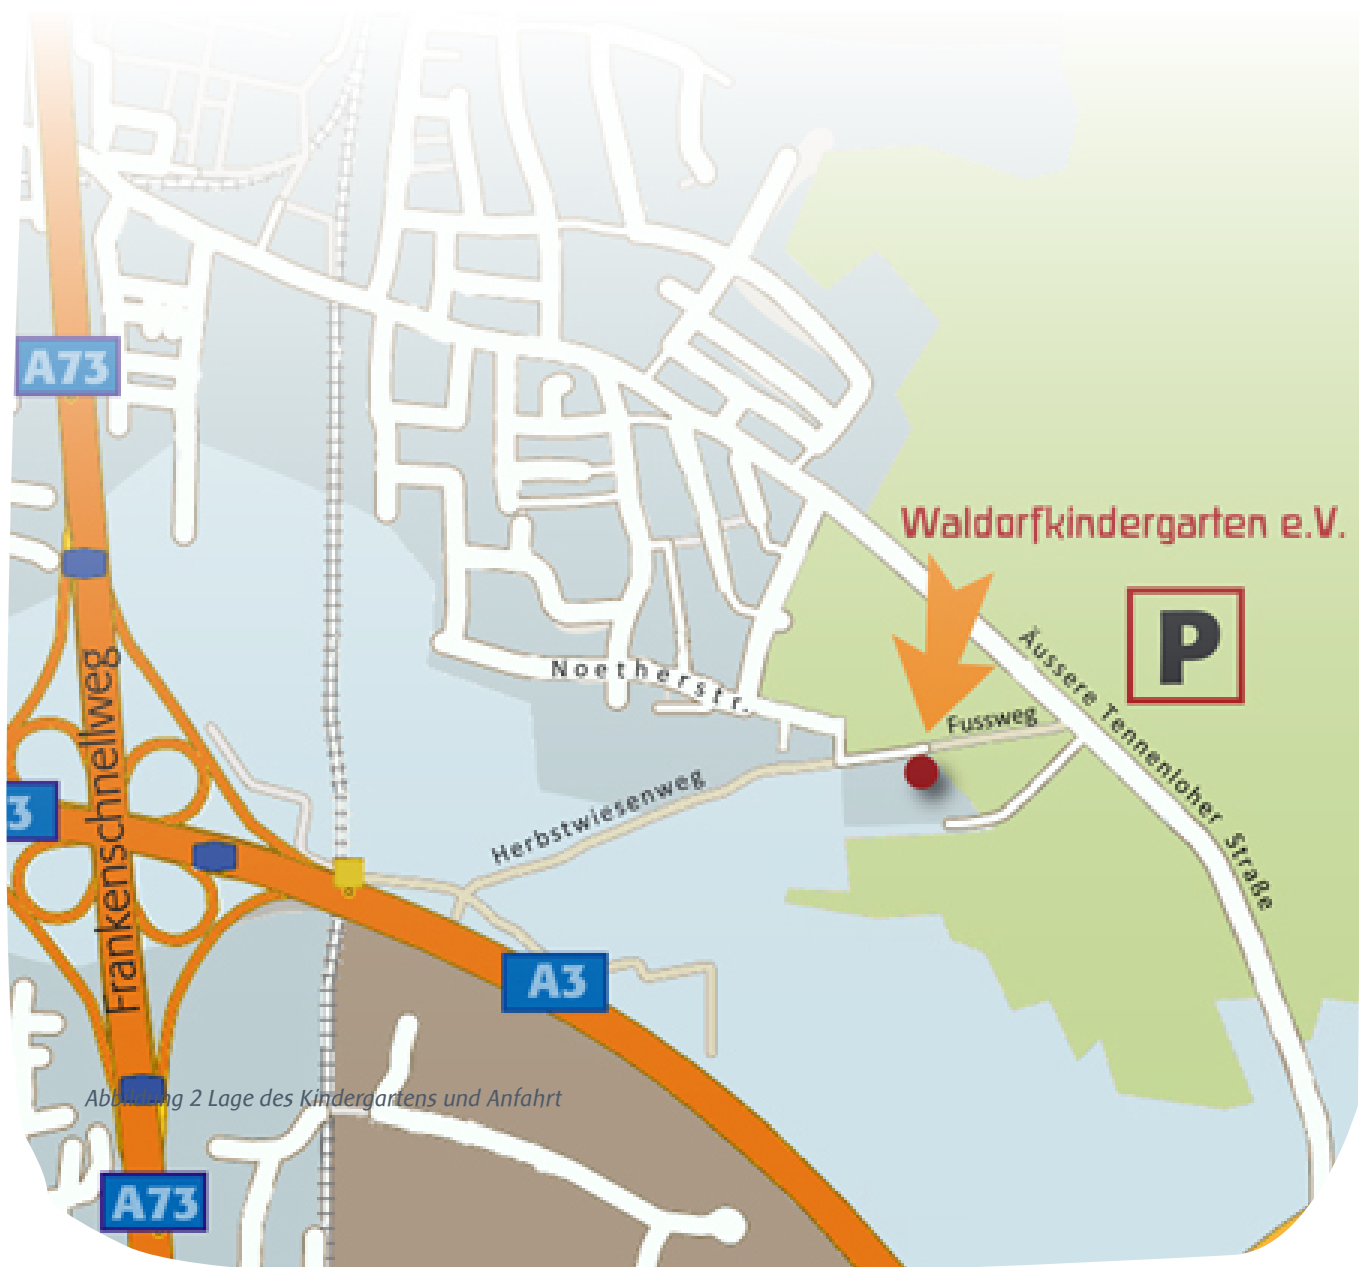 A73
Waldorfkindergarten e.V.
P
Äussere Tennenloher Straße
Noetherstr.
Fussweg
Frankenschnellweg
Herbstwiesenweg
3
A3
Abbildung 2 Lage des Kindergartens und Anfahrt
A73